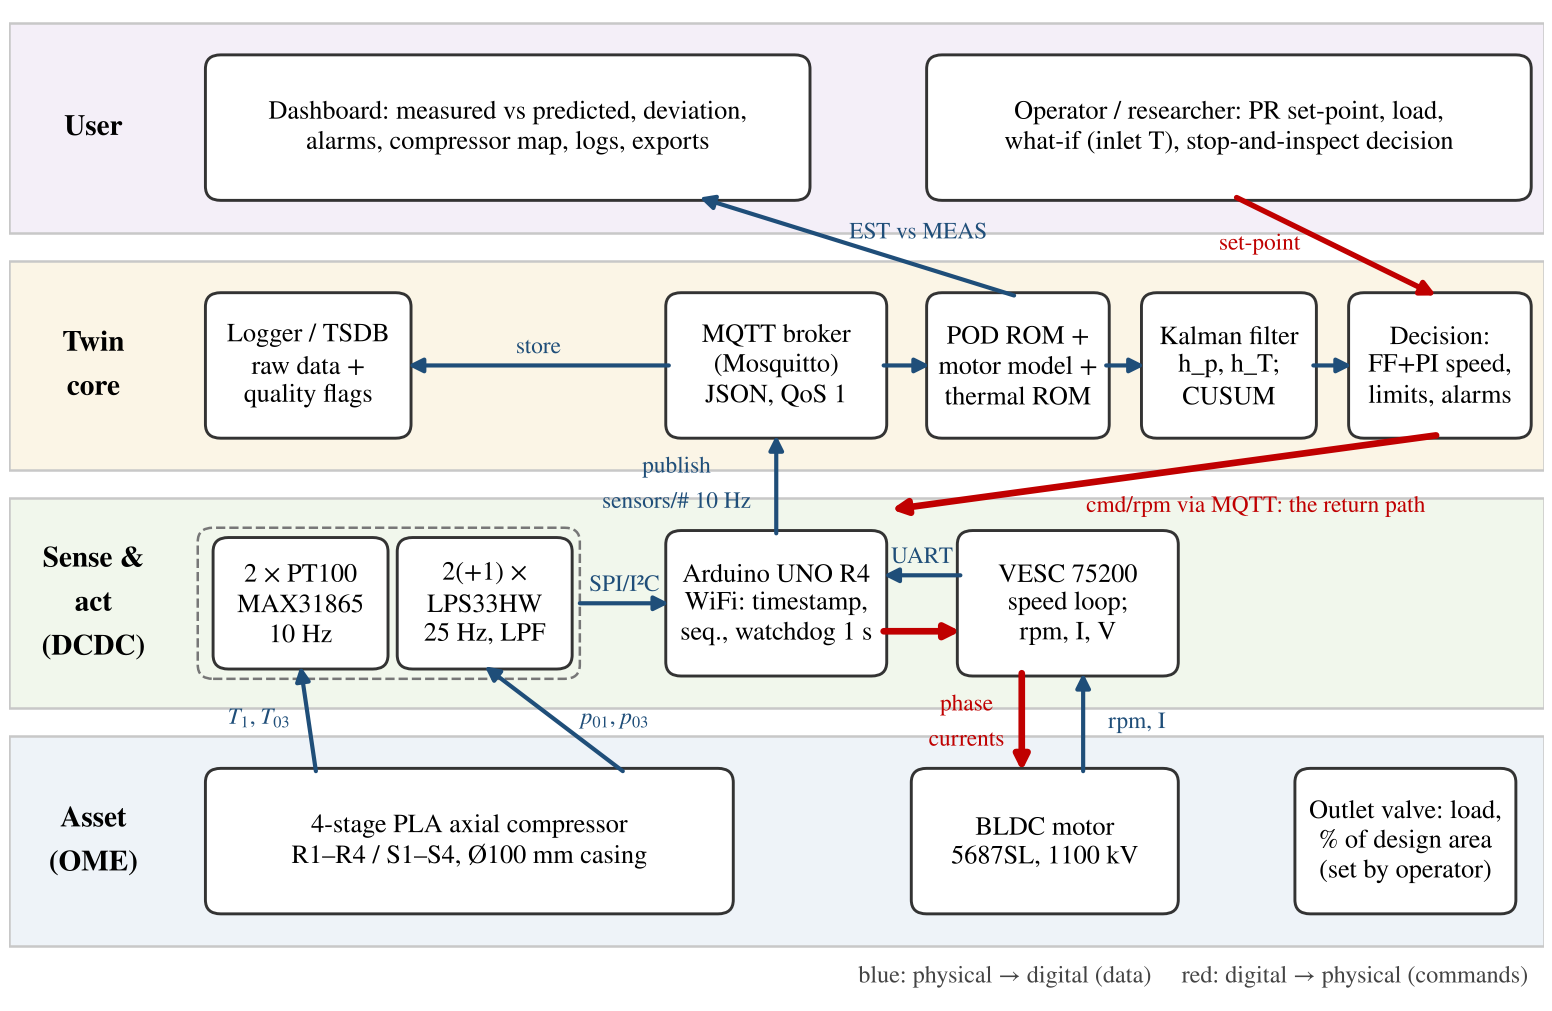 User
Dashboard: measured vs predicted, deviation,
alarms, compressor map, logs, exports
Operator / researcher: PR set-point, load,
what-if (inlet T), stop-and-inspect decision
EST vs MEAS
set-point
Twin
core
Logger / TSDB
raw data +
quality flags
store
MQTT broker
(Mosquitto)
JSON, QoS 1
POD ROM +
motor model +
thermal ROM
Kalman filter
h_p, h_T;
CUSUM
Decision:
FF+PI speed,
limits, alarms
publish
sensors/# 10 Hz
cmd/rpm via MQTT: the return path
Sense &
act
(DCDC)
2 × PT100
MAX31865
10 Hz
2(+1) ×
LPS33HW
25 Hz, LPF
SPI/I²C
Arduino UNO R4
WiFi: timestamp,
seq., watchdog 1 s
UART
VESC 75200
speed loop;
rpm, I, V
T₁, T₀₃
p₀₁, p₀₃
phase
currents
rpm, I
Asset
(OME)
4-stage PLA axial compressor
R1–R4 / S1–S4, Ø100 mm casing
BLDC motor
5687SL, 1100 kV
Outlet valve: load,
% of design area
(set by operator)
blue: physical → digital (data)
red: digital → physical (commands)